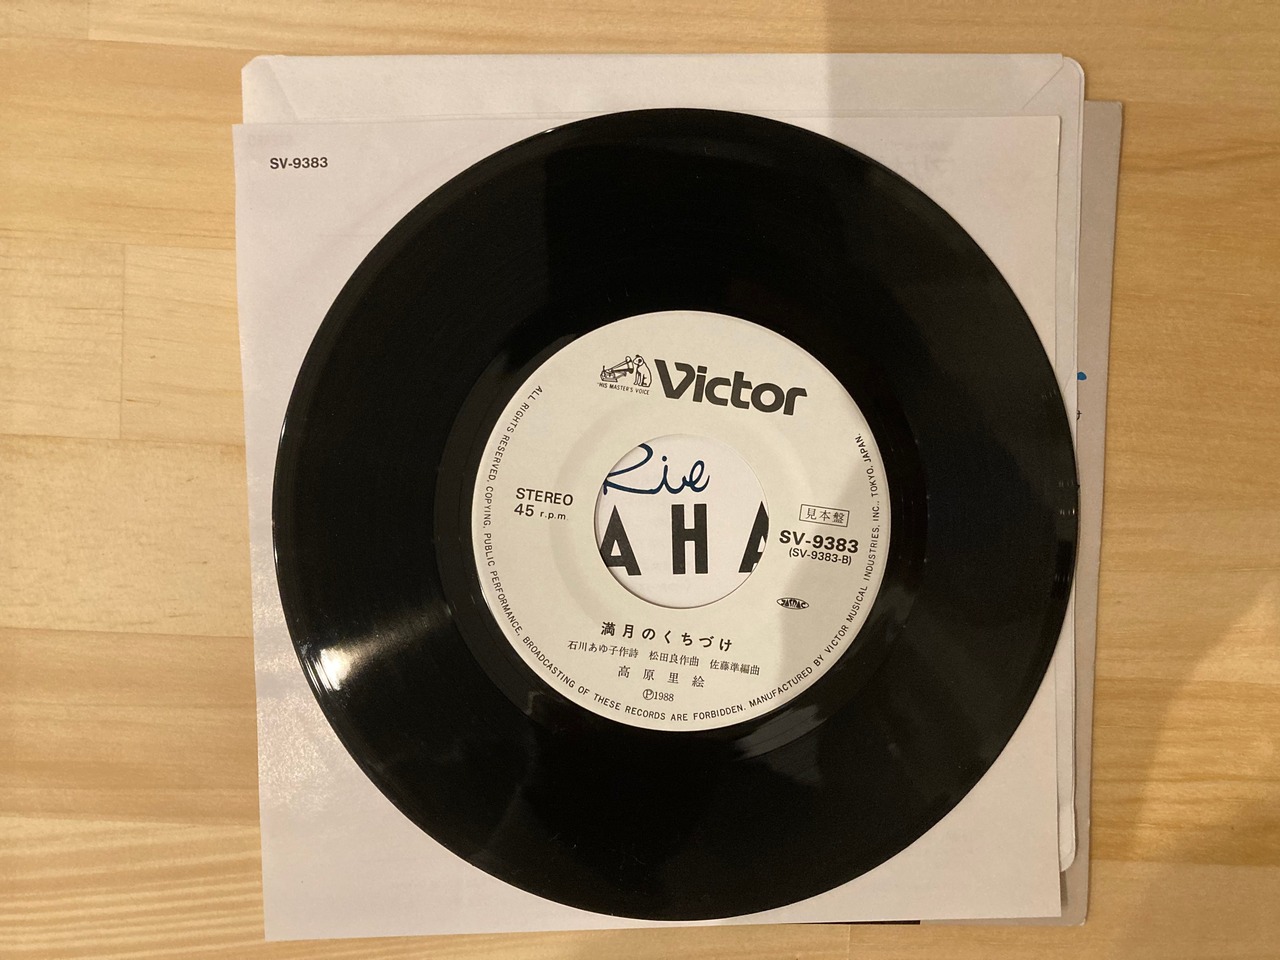 SV-9383
"HIS MASTER'S VOICE"
Victor
Rie
AHA
STEREO
45 r.p.m.
見本盤
SV-9383
(SV-9383-B)
JASRAC
満月のくちづけ
石川あゆ子作詩 松田良作曲 佐藤準編曲
高原里絵
Ⓟ1988
ALL RIGHTS RESERVED. COPYING, PUBLIC PERFORMANCE, BROADCASTING OF THESE RECORDS ARE FORBIDDEN. MANUFACTURED BY VICTOR MUSICAL INDUSTRIES, INC., TOKYO, JAPAN.